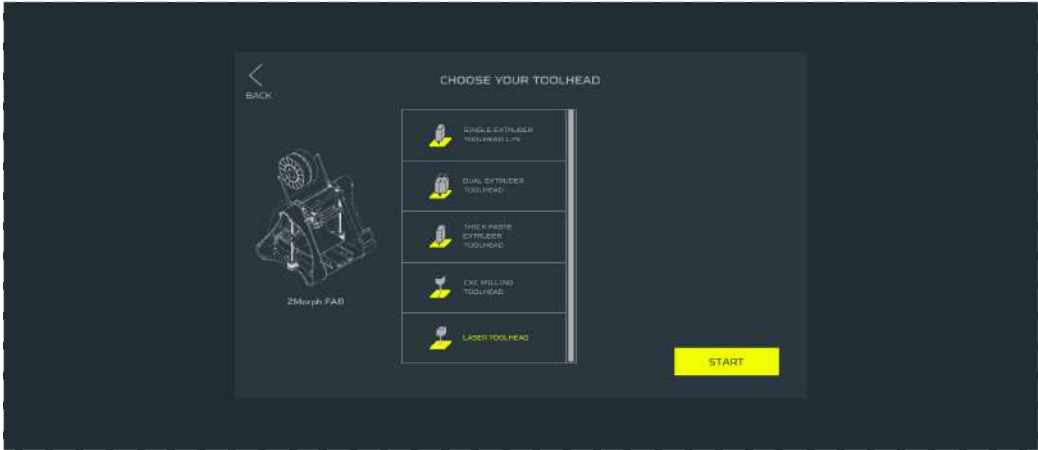 BACK
CHOOSE YOUR TOOLHEAD
SINGLE EXTRUDER
TOOLHEAD 1.75
DUAL EXTRUDER
TOOLHEAD
THICK PASTE
EXTRUDER
TOOLHEAD
CNC MILLING
TOOLHEAD
LASER TOOLHEAD
ZMorph FAB
START